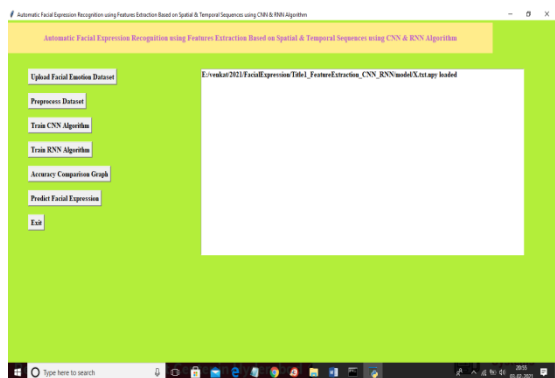 Automatic Facial Expression Recognition using Features Extraction Based on Spatial & Temporal Sequences using CNN & RNN Algorithm
Automatic Facial Expression Recognition using Features Extraction Based on Spatial & Temporal Sequences using CNN & RNN Algorithm
Upload Facial Emotion Dataset
E:/venkat/2021/FacialExpression/Title1_FeatureExtraction_CNN_RNN/model/X.txt.npy loaded
Preprocess Dataset
Train CNN Algorithm
Train RNN Algorithm
Accuracy Comparison Graph
Predict Facial Expression
Exit
Type here to search
20:55